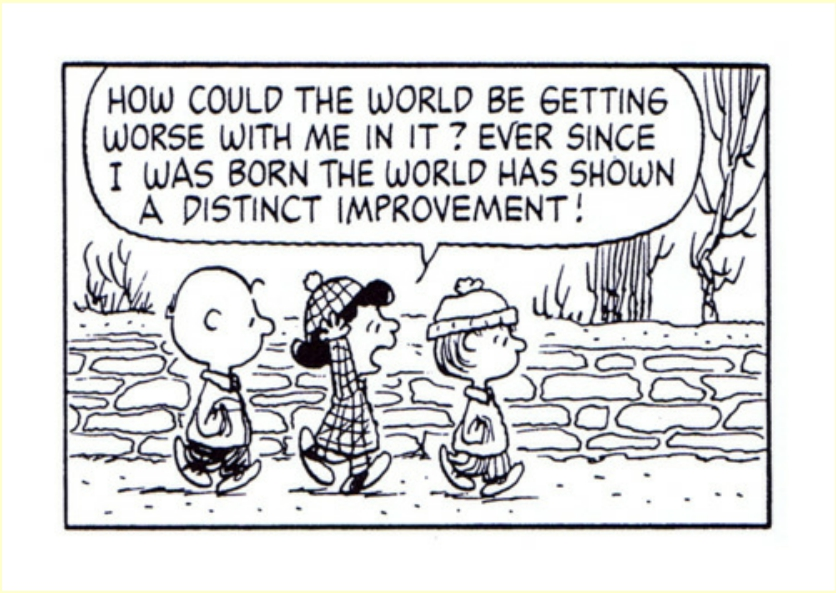 HOW COULD THE WORLD BE GETTING
WORSE WITH ME IN IT? EVER SINCE
I WAS BORN THE WORLD HAS SHOWN
A DISTINCT IMPROVEMENT!